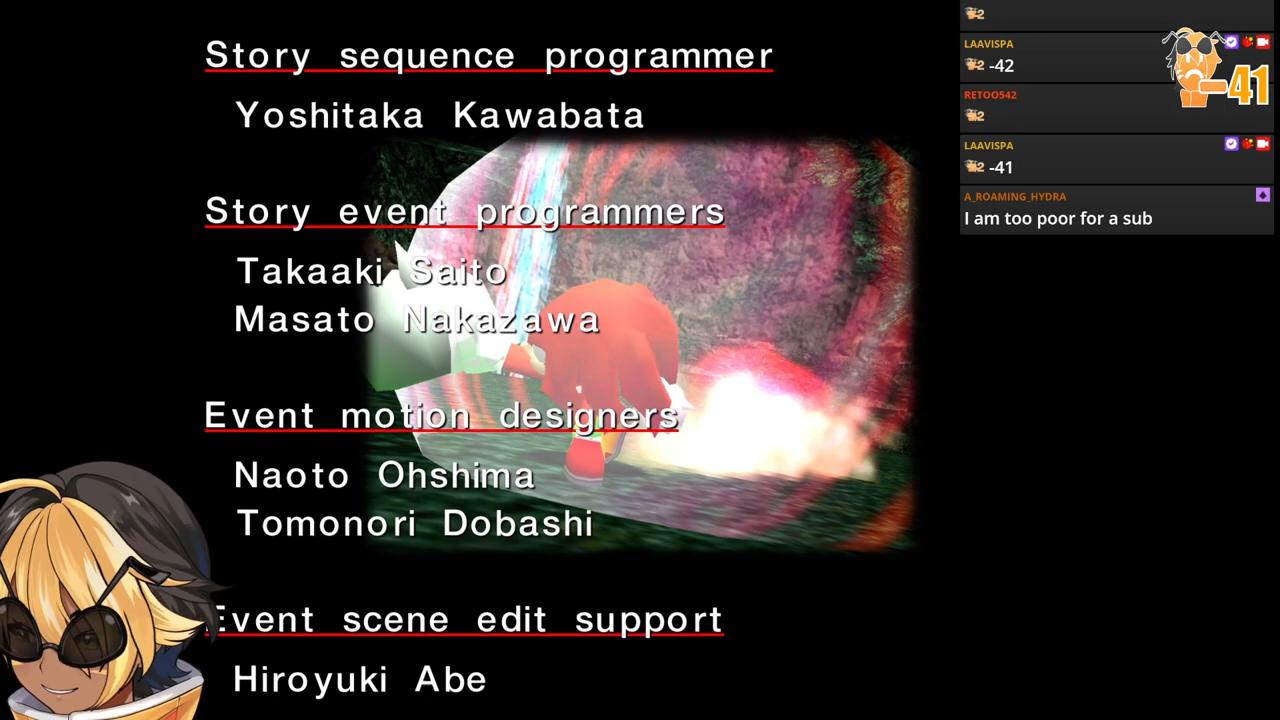 Story sequence programmer
Yoshitaka Kawabata
Story event programmers
Takaaki Saito
Masato Nakazawa
Event motion designers
Naoto Ohshima
Tomonori Dobashi
Event scene edit support
Hiroyuki Abe
2
LAAVISPA
2 -42
RETOO542
2
LAAVISPA
2 -41
A_ROAMING_HYDRA
I am too poor for a sub
-41